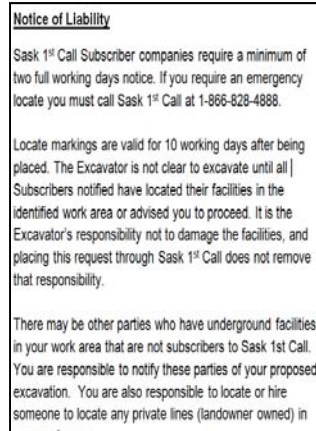 Notice of Liability
Sask 1st Call Subscriber companies require a minimum of
two full working days notice. If you require an emergency
locate you must call Sask 1st Call at 1-866-828-4888.
Locate markings are valid for 10 working days after being
placed. The Excavator is not clear to excavate until all
Subscribers notified have located their facilities in the
identified work area or advised you to proceed. It is the
Excavator's responsibility not to damage the facilities, and
placing this request through Sask 1st Call does not remove
that responsibility.
There may be other parties who have underground facilities
in your work area that are not subscribers to Sask 1st Call.
You are responsible to notify these parties of your proposed
excavation. You are also responsible to locate or hire
someone to locate any private lines (landowner owned) in